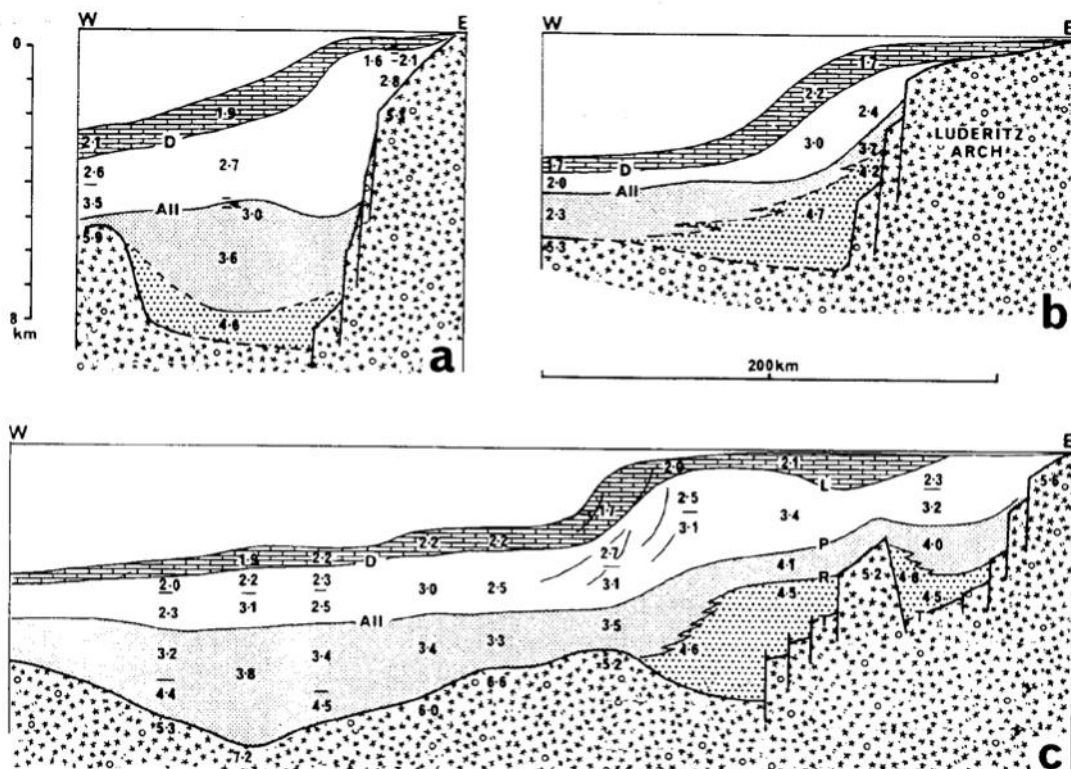 W E
0
1·6 -2·1
2·8
5·3
1·9
2·1 D
2·6 2·7
3·5
AII 3·0
5·9
3·6
8
km
4·6
a
W E
1·7
2·2
2·4
3·0
LUDERITZ
ARCH
3·2
4·2
1·7 D
2·0
AII
2·3 4·7
5·3
b
200 km
W E
2·0 2·1
L 2·3
5·6
1·7 2·5
3·1
3·4 3·2
2·2 2·2
1·9 2·2 D
2·7
P 4·0
4·1
2·0 2·2 2·3 3·0 2·5 3·1
R 5·2 4·8
2·3 3·1 2·5
4·5 4·5
AII
3·5
3·2 3·4 3·4 3·3
4·6
T T
3·8 5·2
4·4 4·5 6·6
5·3 6·0
7·2
c